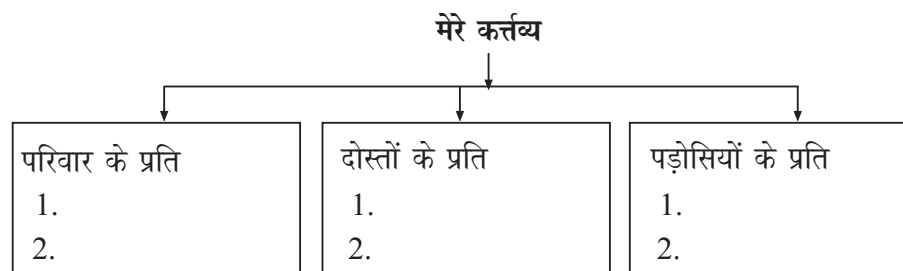 मेरे कर्त्तव्य
परिवार के प्रति
1.
2.
दोस्तों के प्रति
1.
2.
पड़ोसियों के प्रति
1.
2.